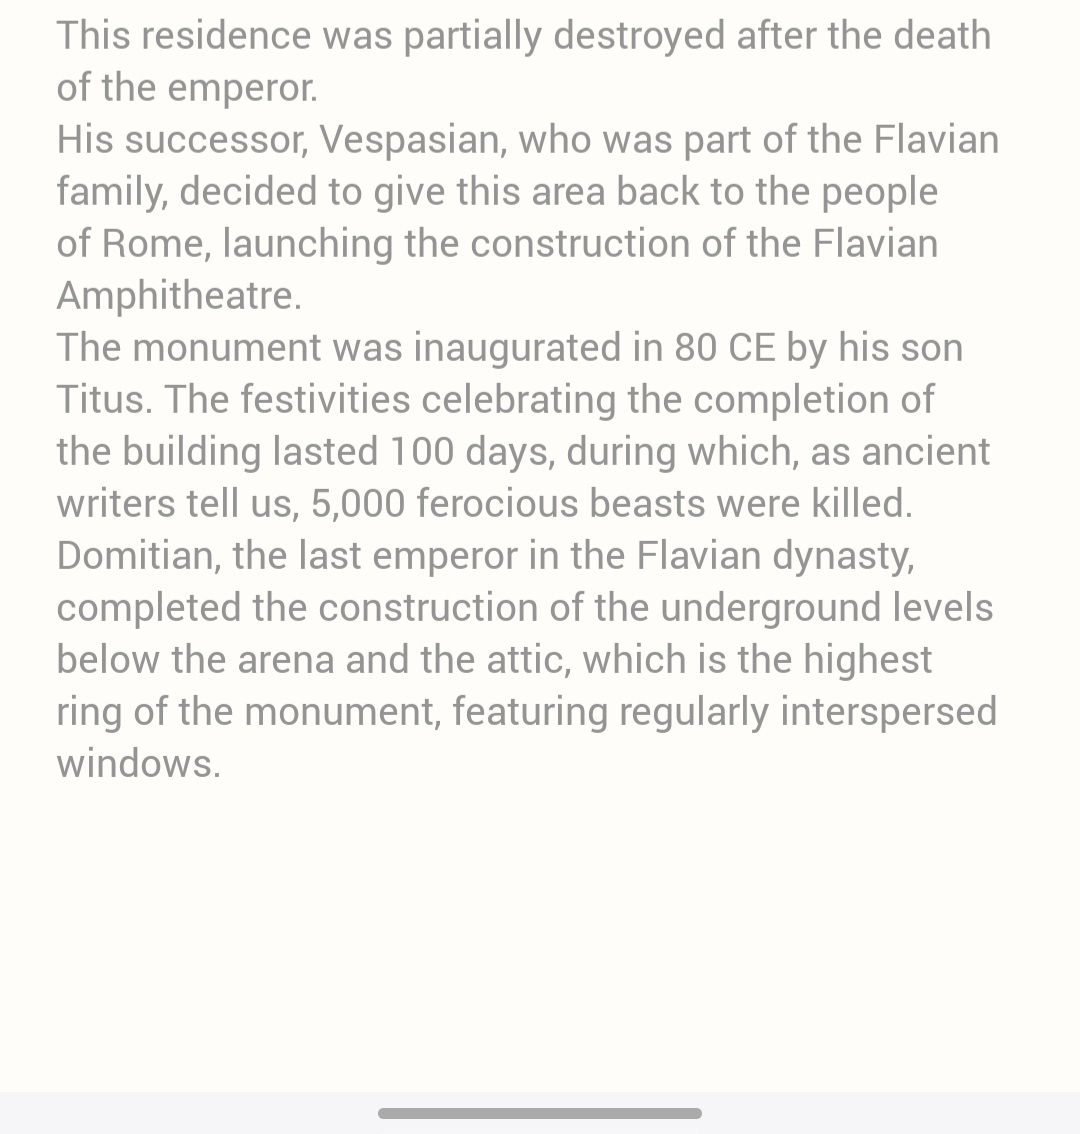 This residence was partially destroyed after the death
of the emperor.
His successor, Vespasian, who was part of the Flavian
family, decided to give this area back to the people
of Rome, launching the construction of the Flavian
Amphitheatre.
The monument was inaugurated in 80 CE by his son
Titus. The festivities celebrating the completion of
the building lasted 100 days, during which, as ancient
writers tell us, 5,000 ferocious beasts were killed.
Domitian, the last emperor in the Flavian dynasty,
completed the construction of the underground levels
below the arena and the attic, which is the highest
ring of the monument, featuring regularly interspersed
windows.